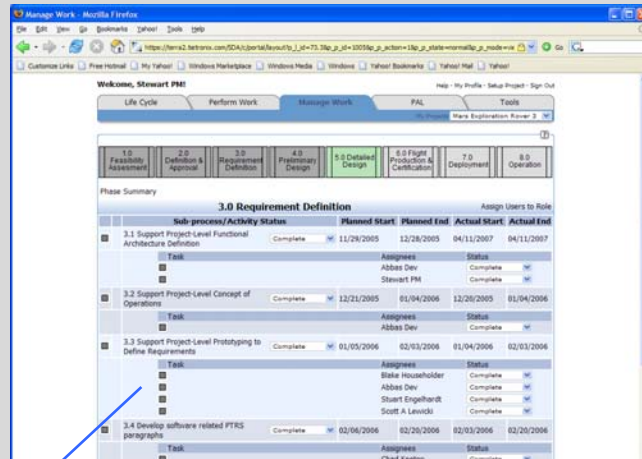 Manage Work - Mozilla Firefox
File Edit View Go Bookmarks Yahoo! Tools Help
Go
Customize Links Free Hotmail My Yahoo! Windows Marketplace Windows Media Windows Yahoo! Bookmarks Yahoo! Mail Yahoo!
Welcome, Stewart PM!
Help - My Profile - Setup Project - Sign Out
Life Cycle Perform Work Manage Work PAL Tools
My Projects Mars Exploration Rover 3
1.0 Feasibility Assessment
2.0 Definition & Approval
3.0 Requirement Definition
4.0 Preliminary Design
5.0 Detailed Design
6.0 Flight Production & Certification
7.0 Deployment
8.0 Operation
Phase Summary
3.0 Requirement Definition Assign Users to Role
Sub-process/Activity Status Planned Start Planned End Actual Start Actual End
3.1 Support Project-Level Functional Architecture Definition Complete 11/29/2005 12/28/2005 04/11/2007 04/11/2007
Task Assignees Status
Abbas Dev Complete
Stewart PM Complete
3.2 Support Project-Level Concept of Operations Complete 12/21/2005 01/04/2006 12/20/2005 01/04/2006
Task Assignees Status
Abbas Dev Complete
3.3 Support Project-Level Prototyping to Define Requirements Complete 01/05/2006 02/03/2006 01/04/2006 02/03/2006
Task Assignees Status
Blake Householder Complete
Abbas Dev Complete
Stuart Engelhardt Complete
Scott A Lewicki Complete
3.4 Develop software related PTRS paragraphs Complete 02/06/2006 02/20/2006 02/03/2006 02/20/2006
Task Assignees Status
Complete